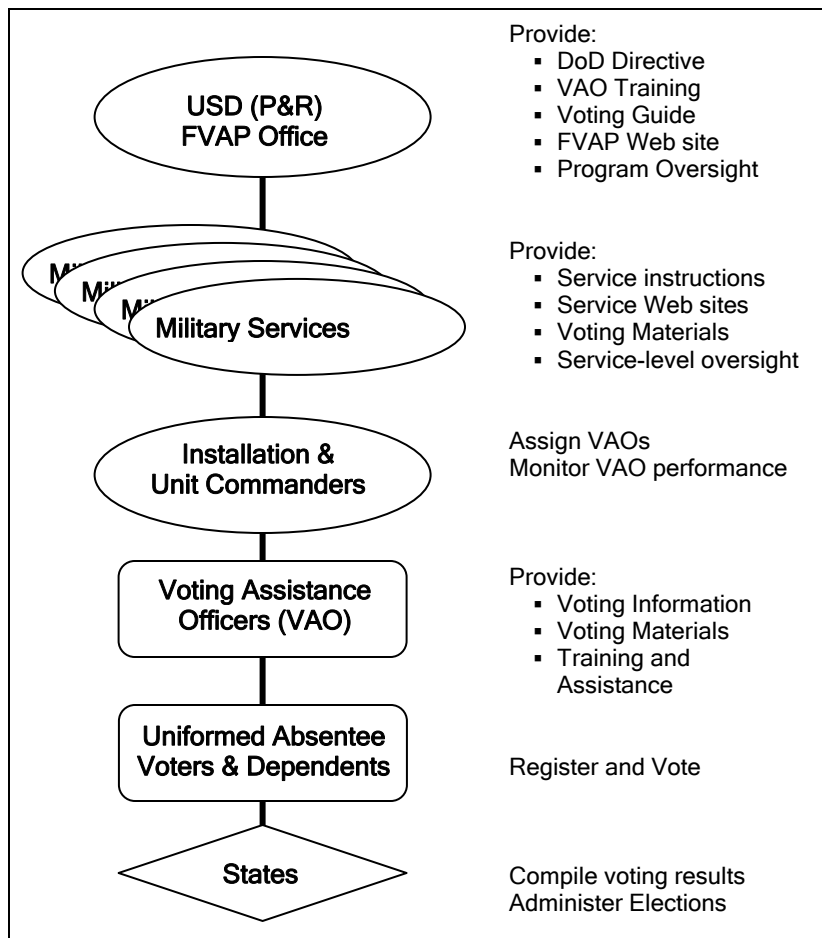 USD (P&R)
FVAP Office
Provide:
▪ DoD Directive
▪ VAO Training
▪ Voting Guide
▪ FVAP Web site
▪ Program Oversight
Mili
Mili
Mili
Military Services
Provide:
▪ Service instructions
▪ Service Web sites
▪ Voting Materials
▪ Service-level oversight
Installation &
Unit Commanders
Assign VAOs
Monitor VAO performance
Voting Assistance
Officers (VAO)
Provide:
▪ Voting Information
▪ Voting Materials
▪ Training and
Assistance
Uniformed Absentee
Voters & Dependents
Register and Vote
States
Compile voting results
Administer Elections